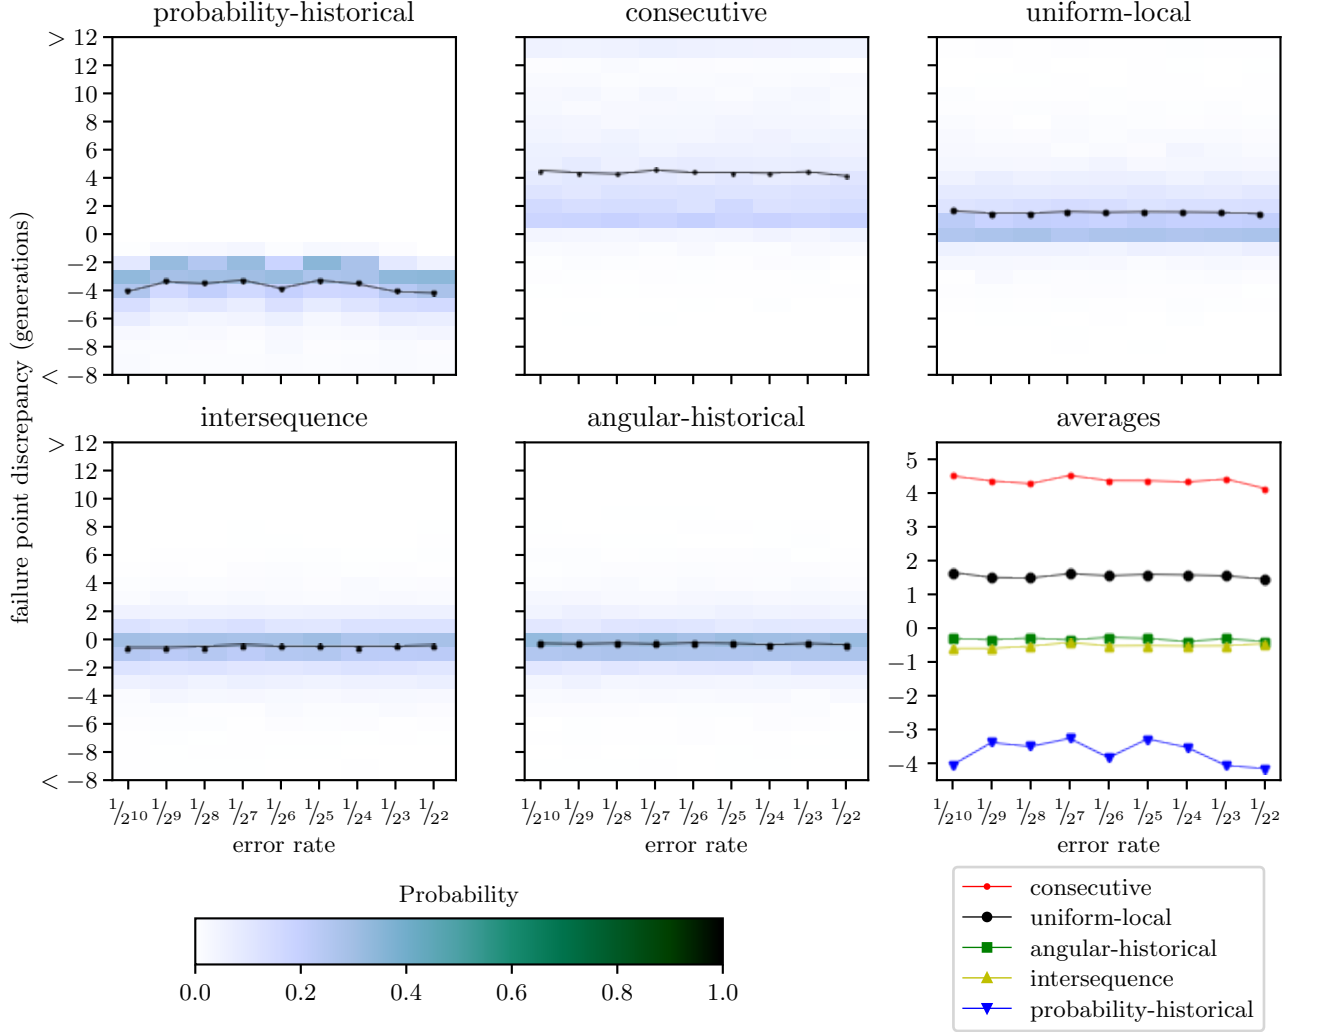 probability-historical consecutive uniform-local
> 12
12
10
8
6
4
2
0
−2
−4
−6
−8
< −8
failure point discrepancy (generations)
intersequence angular-historical averages
> 12
12
10
8
6
4
2
0
−2
−4
−6
−8
< −8
5
4
3
2
1
0
−1
−2
−3
−4
1/2¹⁰ 1/2⁹ 1/2⁸ 1/2⁷ 1/2⁶ 1/2⁵ 1/2⁴ 1/2³ 1/2²
error rate
1/2¹⁰ 1/2⁹ 1/2⁸ 1/2⁷ 1/2⁶ 1/2⁵ 1/2⁴ 1/2³ 1/2²
error rate
1/2¹⁰ 1/2⁹ 1/2⁸ 1/2⁷ 1/2⁶ 1/2⁵ 1/2⁴ 1/2³ 1/2²
error rate
Probability
0.0 0.2 0.4 0.6 0.8 1.0
consecutive
uniform-local
angular-historical
intersequence
probability-historical